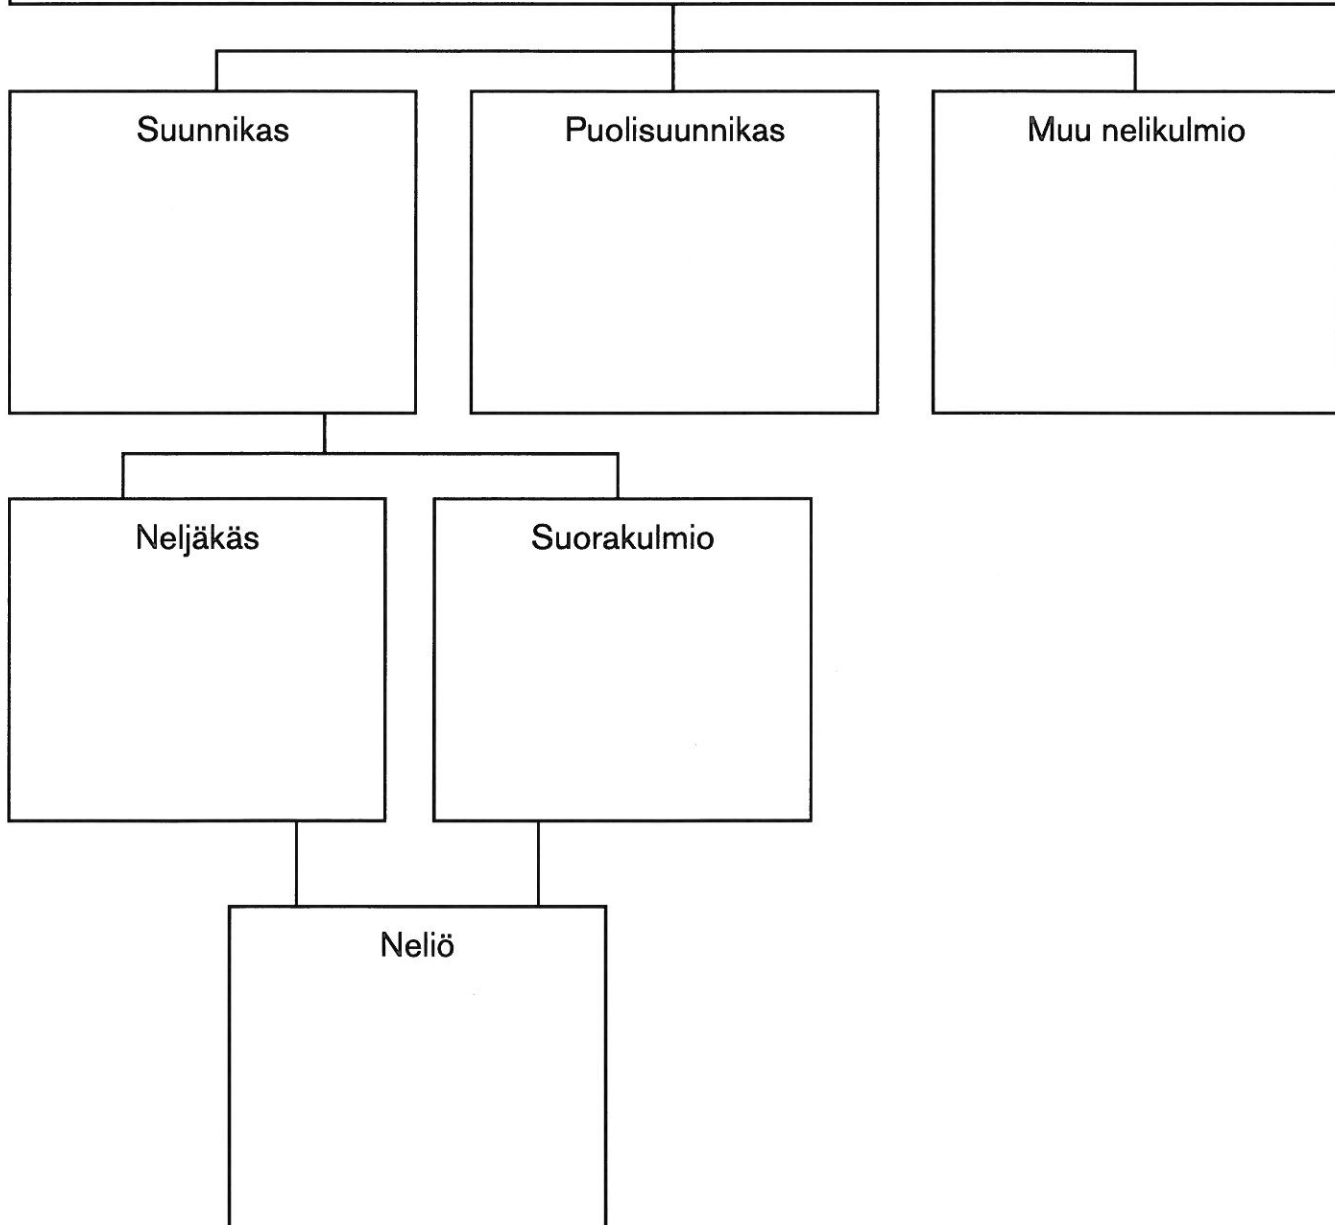 Suunnikas
Puolisuunnikas
Muu nelikulmio
Neljäkäs
Suorakulmio
Neliö